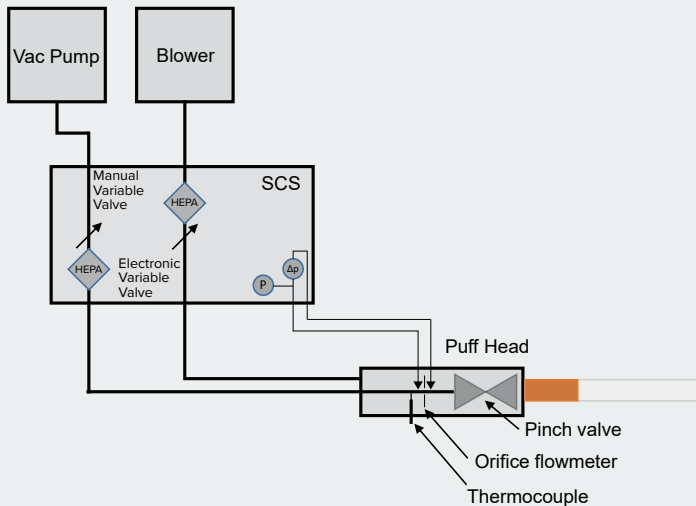 Vac Pump
Blower
Manual
Variable
Valve
SCS
HEPA
HEPA
Electronic
Variable
Valve
Δp
P
Puff Head
Pinch valve
Orifice flowmeter
Thermocouple